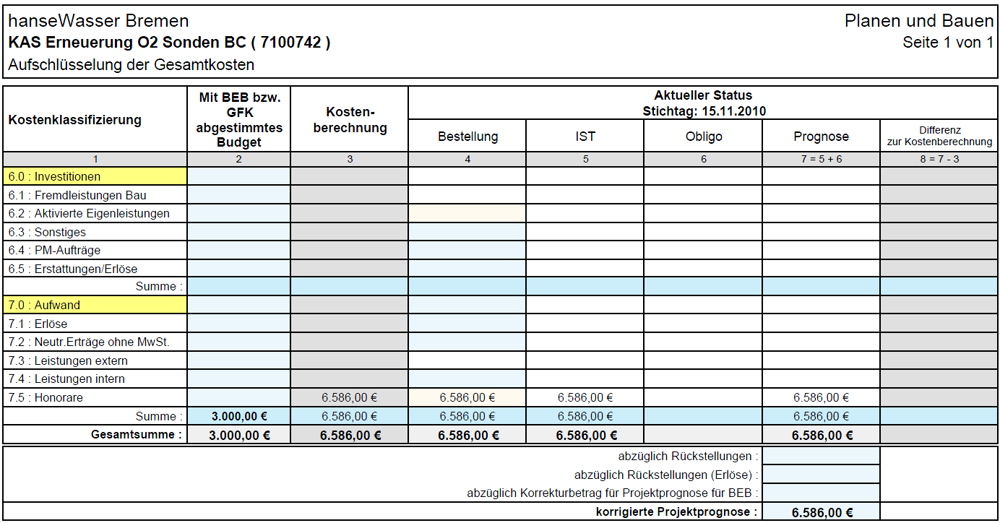 hanseWasser Bremen
Planen und Bauen
KAS Erneuerung O2 Sonden BC ( 7100742 )
Seite 1 von 1
Aufschlüsselung der Gesamtkosten
Kostenklassifizierung
Mit BEB bzw.
GFK
abgestimmtes
Budget
Kosten-
berechnung
Aktueller Status
Stichtag: 15.11.2010
Bestellung
IST
Obligo
Prognose
Differenz
zur Kostenberechnung
1 2 3 4 5 6 7 = 5 + 6 8 = 7 - 3
6.0 : Investitionen
6.1 : Fremdleistungen Bau
6.2 : Aktivierte Eigenleistungen
6.3 : Sonstiges
6.4 : PM-Aufträge
6.5 : Erstattungen/Erlöse
Summe :
7.0 : Aufwand
7.1 : Erlöse
7.2 : Neutr.Erträge ohne MwSt.
7.3 : Leistungen extern
7.4 : Leistungen intern
7.5 : Honorare 6.586,00 € 6.586,00 € 6.586,00 € 6.586,00 €
Summe : 3.000,00 € 6.586,00 € 6.586,00 € 6.586,00 € 6.586,00 €
Gesamtsumme : 3.000,00 € 6.586,00 € 6.586,00 € 6.586,00 € 6.586,00 €
abzüglich Rückstellungen :
abzüglich Rückstellungen (Erlöse) :
abzüglich Korrekturbetrag für Projektprognose für BEB :
korrigierte Projektprognose : 6.586,00 €